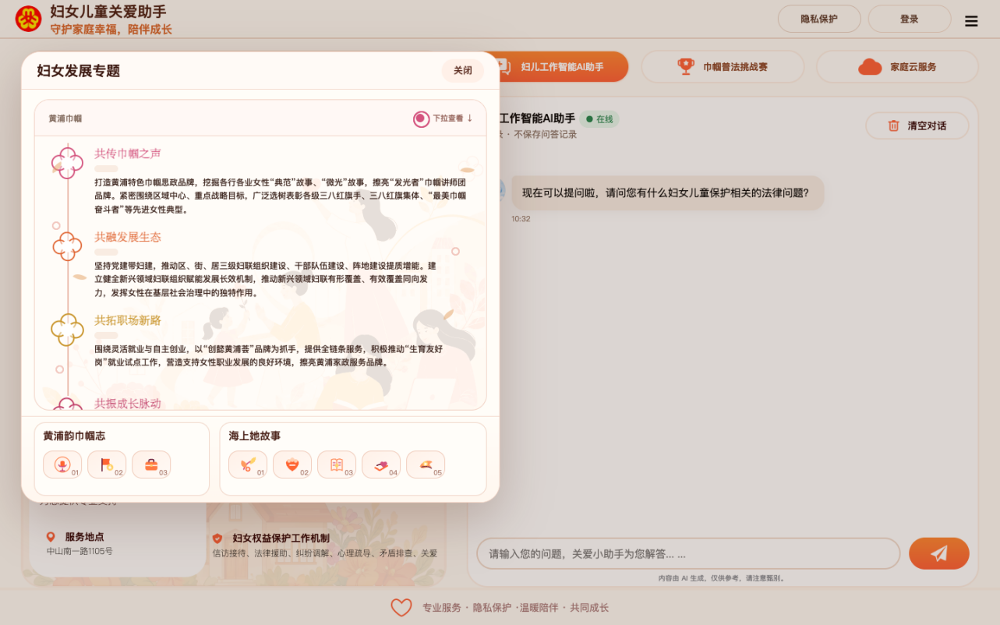 妇女儿童关爱助手
守护家庭幸福，陪伴成长
隐私保护
登录
妇女发展专题
关闭
黄浦巾帼
下拉查看 ↓
共传巾帼之声
打造黄浦特色巾帼思政品牌，挖掘各行各业女性“典范”故事、“微光”故事，擦亮“发光者”巾帼讲师团
品牌。紧密围绕区域中心、重点战略目标，广泛选树表彰各级三八红旗手、三八红旗集体、“最美巾帼
奋斗者”等先进女性典型。
共融发展生态
坚持党建带妇建，推动区、街、居三级妇联组织建设、干部队伍建设、阵地建设提质增能。建
立健全新兴领域妇联组织赋能发展长效机制，推动新兴领域妇联有形覆盖、有效覆盖同向发
力，发挥女性在基层社会治理中的独特作用。
共拓职场新路
围绕灵活就业与自主创业，以“创懿黄浦荟”品牌为抓手，提供全链条服务，积极推动“生育友好
岗”就业试点工作，营造支持女性职业发展的良好环境，擦亮黄浦家政服务品牌。
共振成长脉动
黄浦韵巾帼志
01
02
03
海上她故事
01
02
03
04
05
服务地点
中山南一路1105号
妇女权益保护工作机制
信访接待、法律援助、纠纷调解、心理疏导、矛盾排查、关爱
妇儿工作智能AI助手
巾帼普法挑战赛
家庭云服务
工作智能AI助手
在线
· 不保存问答记录
清空对话
现在可以提问啦，请问您有什么妇女儿童保护相关的法律问题？
10:32
请输入您的问题，关爱小助手为您解答... ...
内容由 AI 生成，仅供参考，请注意甄别。
专业服务 · 隐私保护 ·温暖陪伴 · 共同成长